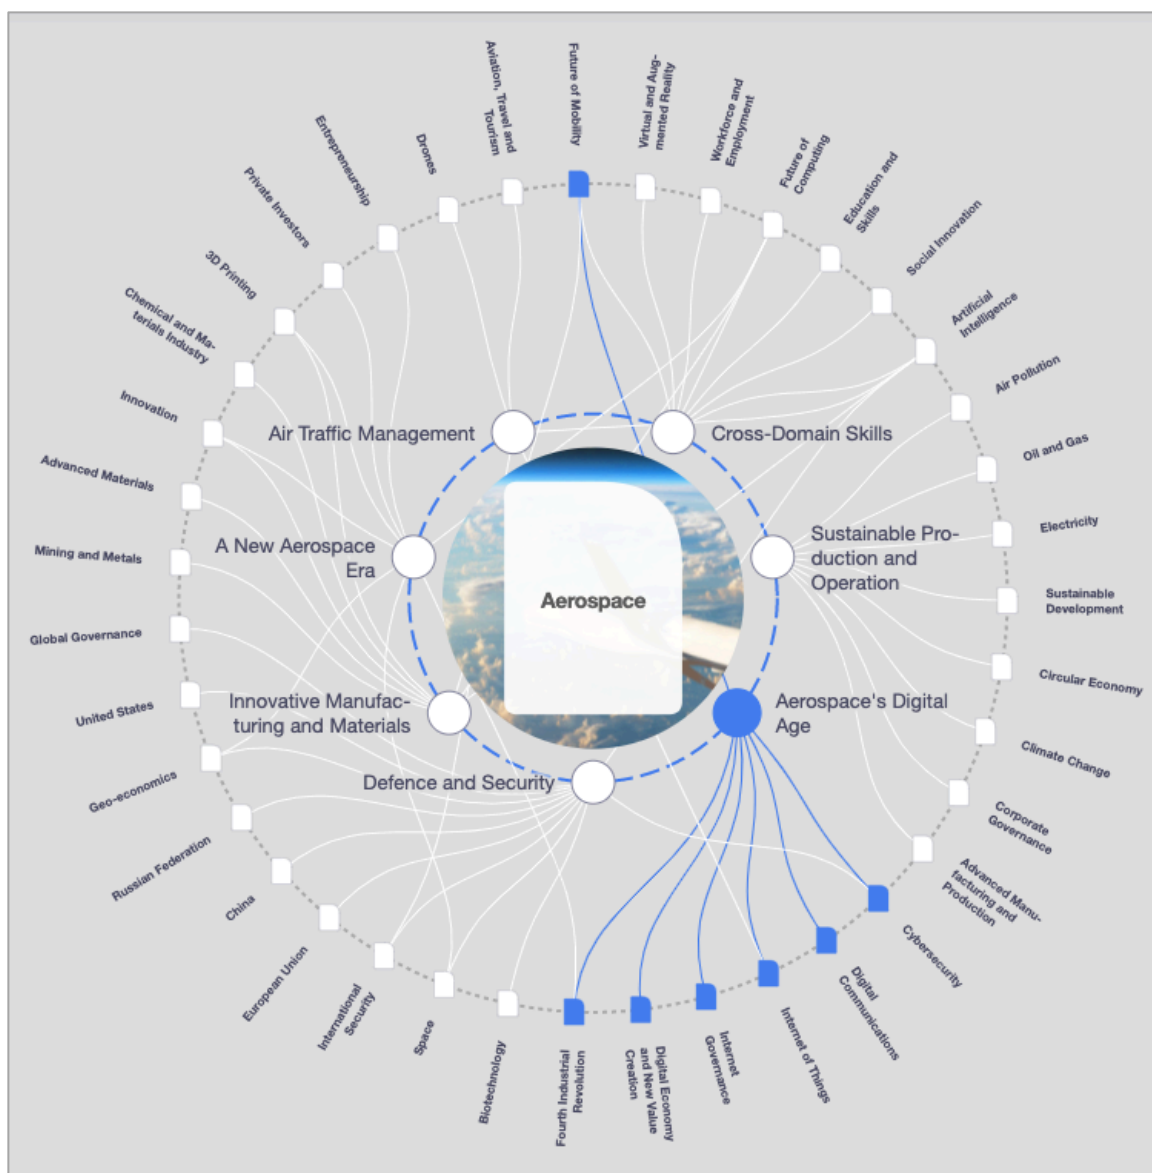 Aviation, Travel and
Tourism
Future of Mobility
Virtual and Aug-
mented Reality
Workforce and
Employment
Future of
Computing
Education and
Skills
Social Innovation
Artificial
Intelligence
Air Pollution
Oil and Gas
Electricity
Sustainable
Development
Circular Economy
Climate Change
Corporate
Governance
Advanced Manu-
facturing and
Production
Cybersecurity
Digital
Communications
Internet of Things
Internet
Governance
Digital Economy
and New Value
Creation
Fourth Industrial
Revolution
Biotechnology
Space
International
Security
European Union
China
Russian Federation
Geo-economics
United States
Global Governance
Mining and Metals
Advanced Materials
Innovation
Chemical and Ma-
terials Industry
3D Printing
Private Investors
Entrepreneurship
Drones
Air Traffic Management
Cross-Domain Skills
A New Aerospace
Era
Sustainable Pro-
duction and
Operation
Aerospace
Innovative Manufac-
turing and Materials
Aerospace's Digital
Age
Defence and Security